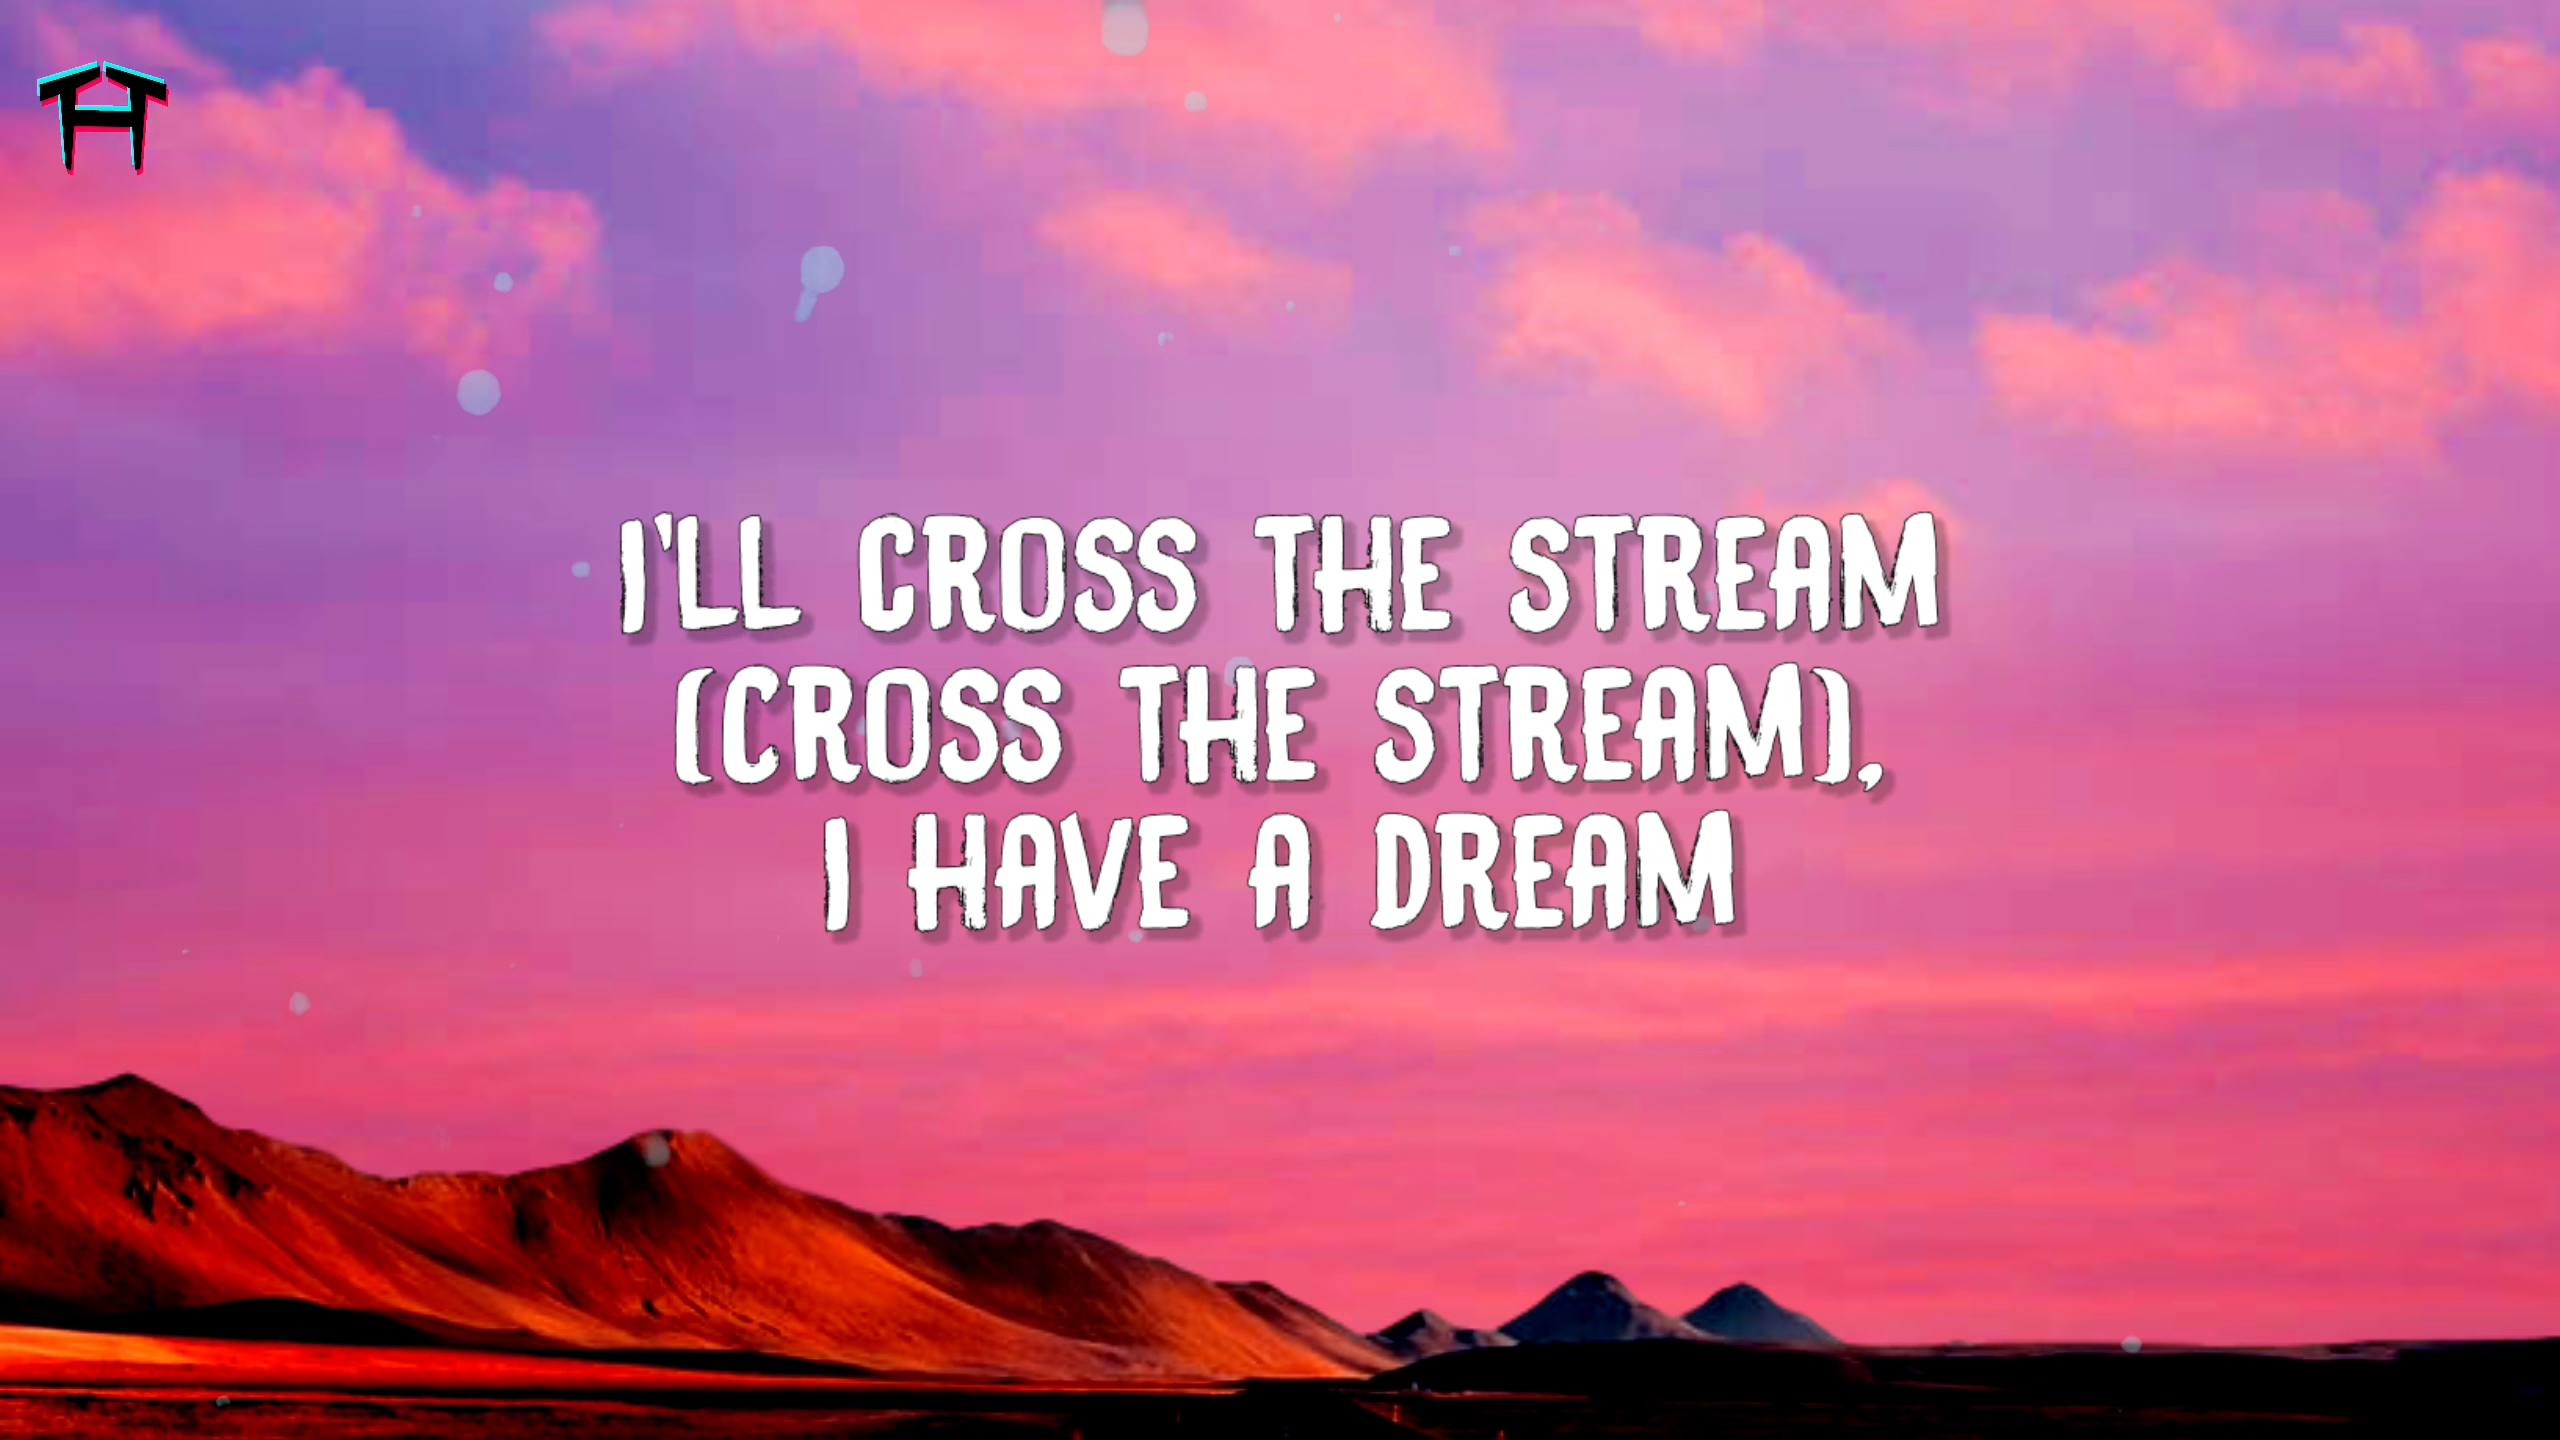 I'LL CROSS THE STREAM
(CROSS THE STREAM),
I HAVE A DREAM